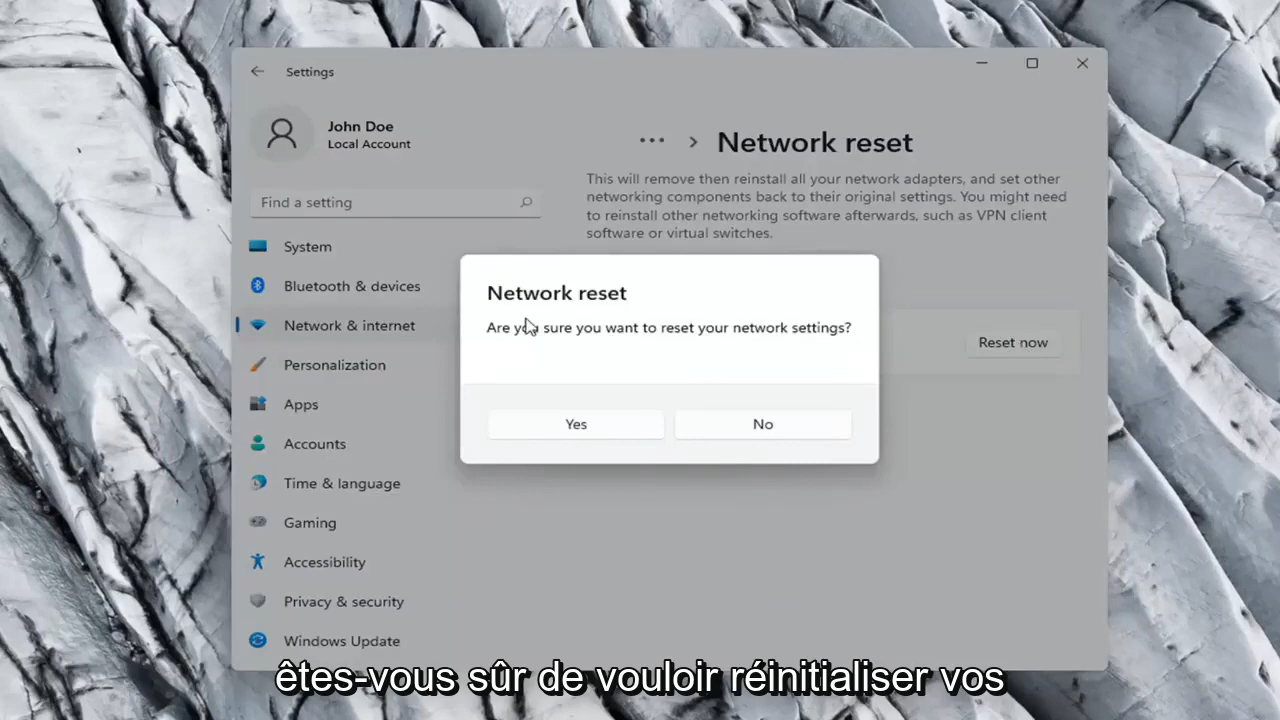 Settings
John Doe
Local Account
Find a setting
System
Bluetooth & devices
Network & internet
Personalization
Apps
Accounts
Time & language
Gaming
Accessibility
Privacy & security
Windows Update
··· > Network reset
This will remove then reinstall all your network adapters, and set other
networking components back to their original settings. You might need
to reinstall other networking software afterwards, such as VPN client
software or virtual switches.
Reset now
Network reset
Are you sure you want to reset your network settings?
Yes
No
êtes-vous sûr de vouloir réinitialiser vos